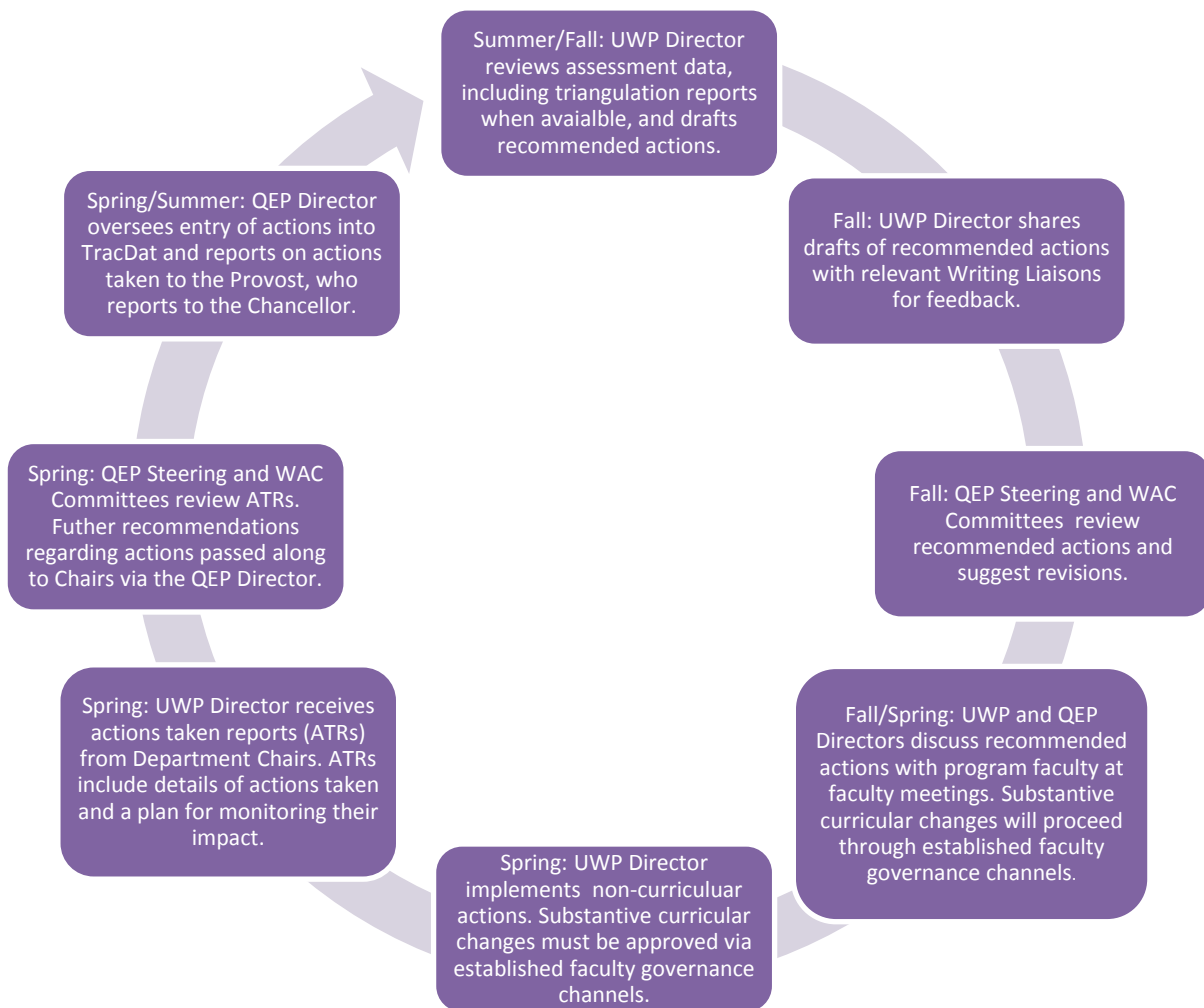 Summer/Fall: UWP Director
reviews assessment data,
including triangulation reports
when avaialble, and drafts
recommended actions.
Fall: UWP Director shares
drafts of recommended actions
with relevant Writing Liaisons
for feedback.
Fall: QEP Steering and WAC
Committees review
recommended actions and
suggest revisions.
Fall/Spring: UWP and QEP
Directors discuss recommended
actions with program faculty at
faculty meetings. Substantive
curricular changes will proceed
through established faculty
governance channels.
Spring: UWP Director
implements non-curriculuar
actions. Substantive curricular
changes must be approved via
established faculty governance
channels.
Spring: UWP Director receives
actions taken reports (ATRs)
from Department Chairs. ATRs
include details of actions taken
and a plan for monitoring their
impact.
Spring: QEP Steering and WAC
Committees review ATRs.
Futher recommendations
regarding actions passed along
to Chairs via the QEP Director.
Spring/Summer: QEP Director
oversees entry of actions into
TracDat and reports on actions
taken to the Provost, who
reports to the Chancellor.